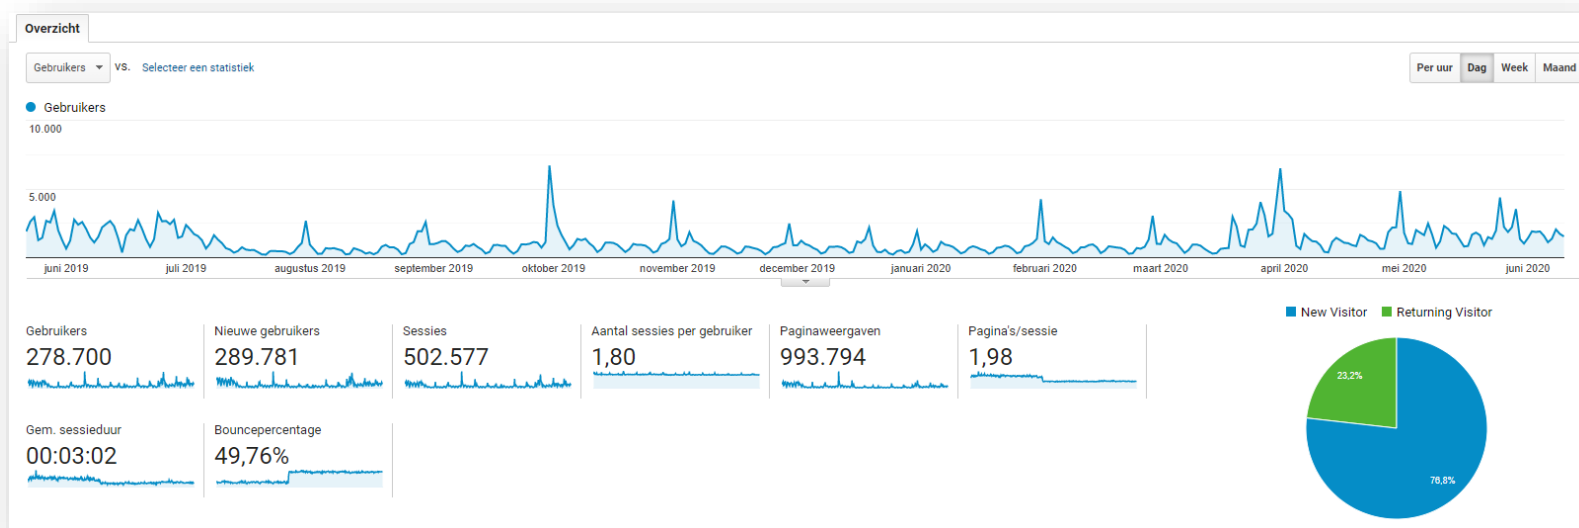 Overzicht
Gebruikers VS. Selecteer een statistiek
Per uur Dag Week Maand
Gebruikers
10.000
5.000
juni 2019 juli 2019 augustus 2019 september 2019 oktober 2019 november 2019 december 2019 januari 2020 februari 2020 maart 2020 april 2020 mei 2020 juni 2020
New Visitor Returning Visitor
Gebruikers Nieuwe gebruikers Sessies Aantal sessies per gebruiker Paginaweergaven Pagina's/sessie
278.700 289.781 502.577 1,80 993.794 1,98
23,2%
Gem. sessieduur Bouncepercentage
00:03:02 49,76%
76,8%